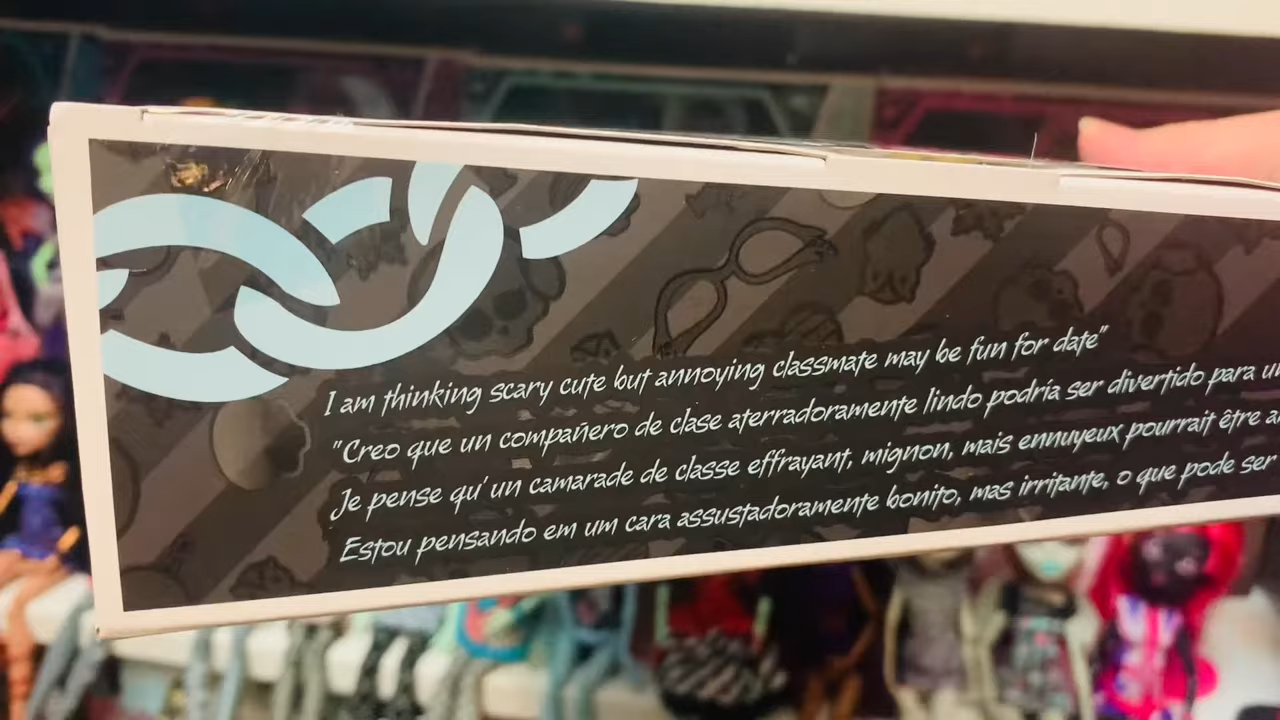 I am thinking scary cute but annoying classmate may be fun for date"
"Creo que un compañero de clase aterradoramente lindo podría ser divertido para
Je pense qu'un camarade de classe effrayant, mignon, mais ennuyeux pourrait être
Estou pensando em um cara assustadoramente bonito, mas irritante, o que pode ser